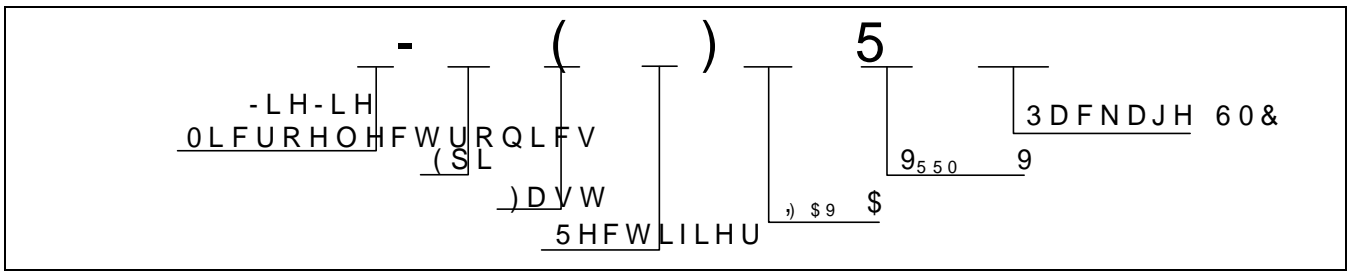 - ( ) 5
-LH-LH
0LFURHOHFWURQLFV
3DFNDJH 60&
(SL
9550 9
)DVW
,) $9 $
5HFWLILHU